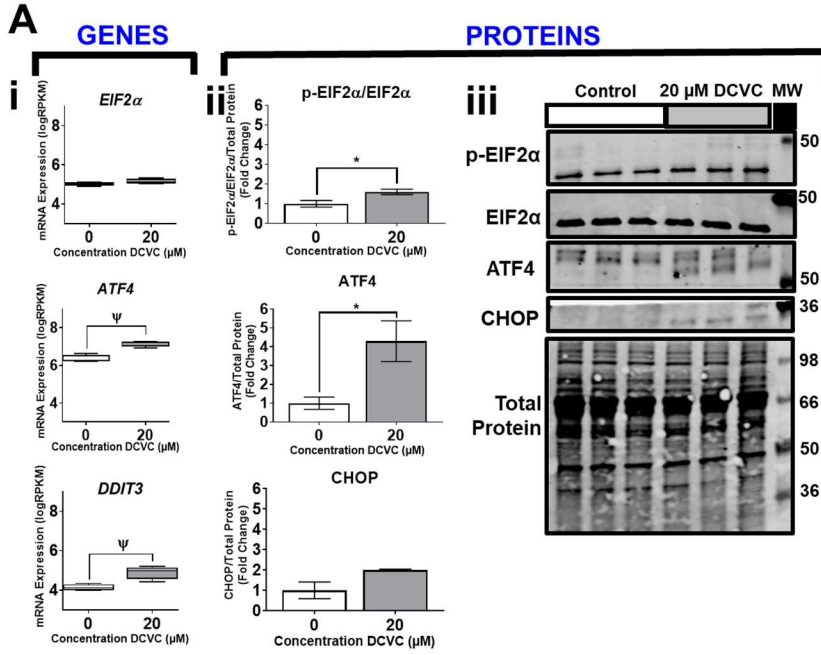 A
GENES
PROTEINS
i
EIF2α
mRNA Expression (logRPKM)
8
6
4
0
20
Concentration DCVC (µM)
ATF4
ψ
mRNA Expression (logRPKM)
8
6
4
0
20
Concentration DCVC (µM)
DDIT3
ψ
mRNA Expression (logRPKM)
8
6
4
0
20
Concentration DCVC (µM)
ii
p-EIF2α/EIF2α
p-EIF2α/EIF2α/Total Protein
(Fold Change)
6
5
4
3
2
1
0
*
0
20
Concentration DCVC (µM)
ATF4
ATF4/Total Protein
(Fold Change)
6
5
4
3
2
1
0
*
0
20
Concentration DCVC (µM)
CHOP
CHOP/Total Protein
(Fold Change)
6
5
4
3
2
1
0
0
20
Concentration DCVC (µM)
iii
Control
20 µM DCVC
MW
p-EIF2α
50
EIF2α
50
ATF4
50
CHOP
36
Total
Protein
98
66
50
36